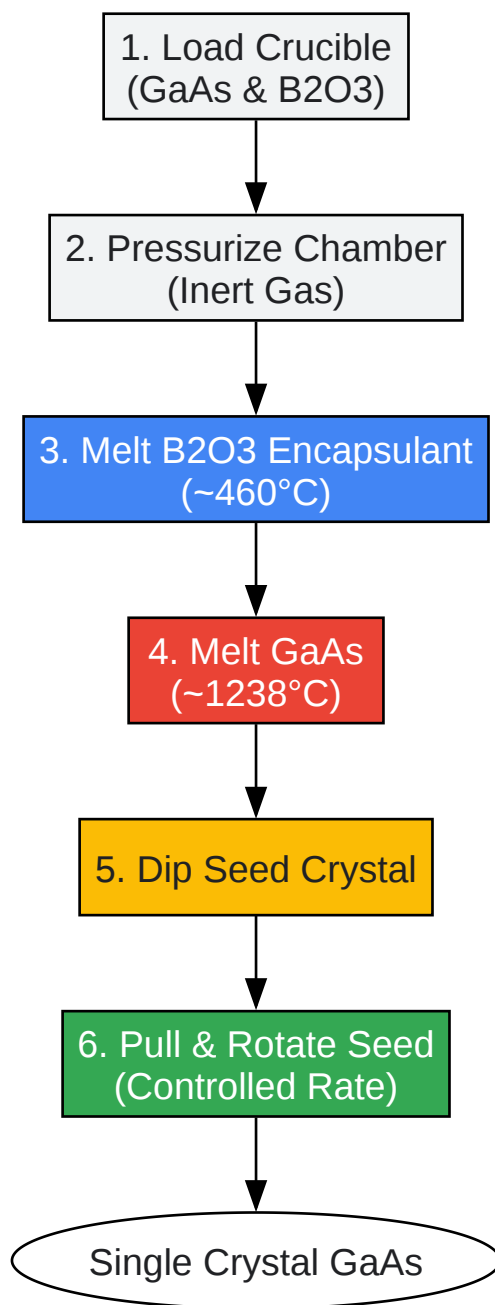 1. Load Crucible
(GaAs & B2O3)
2. Pressurize Chamber
(Inert Gas)
3. Melt B2O3 Encapsulant
(~460°C)
4. Melt GaAs
(~1238°C)
5. Dip Seed Crystal
6. Pull & Rotate Seed
(Controlled Rate)
Single Crystal GaAs